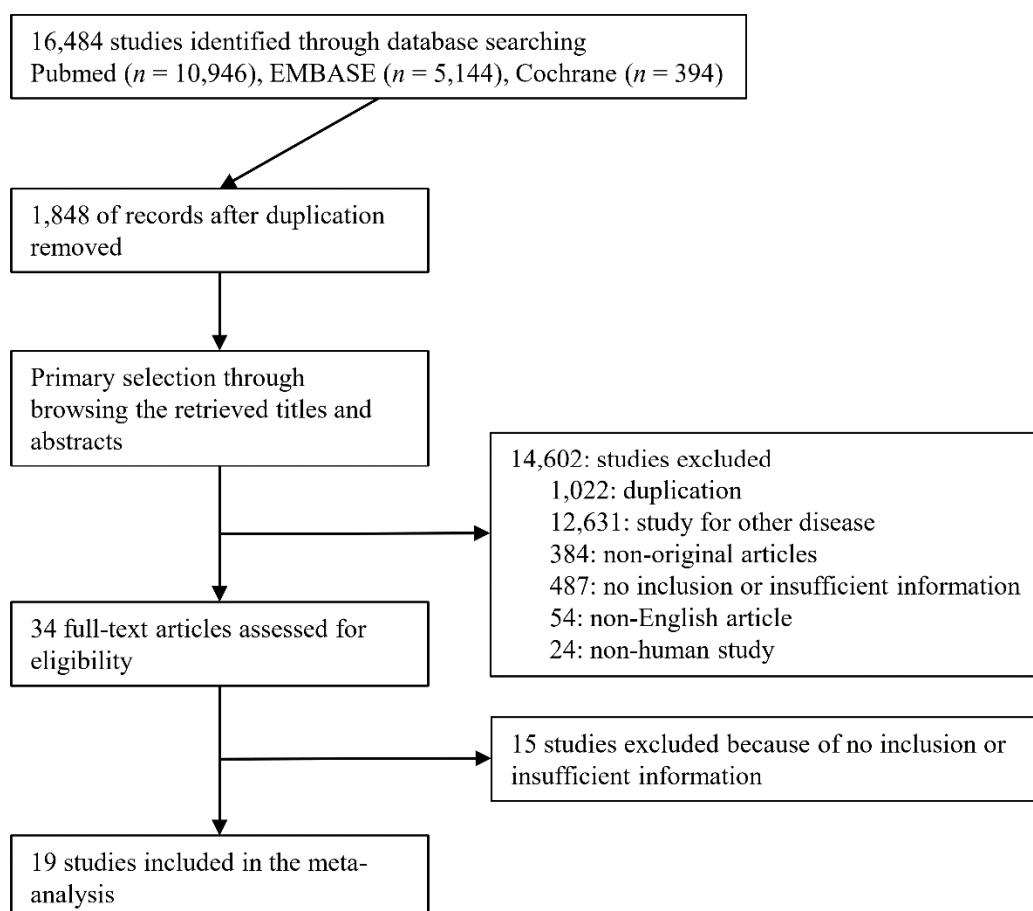 16,484 studies identified through database searching
Pubmed (n = 10,946), EMBASE (n = 5,144), Cochrane (n = 394)
1,848 of records after duplication
removed
Primary selection through
browsing the retrieved titles and
abstracts
14,602: studies excluded
1,022: duplication
12,631: study for other disease
384: non-original articles
487: no inclusion or insufficient information
54: non-English article
24: non-human study
34 full-text articles assessed for
eligibility
15 studies excluded because of no inclusion or
insufficient information
19 studies included in the meta-
analysis